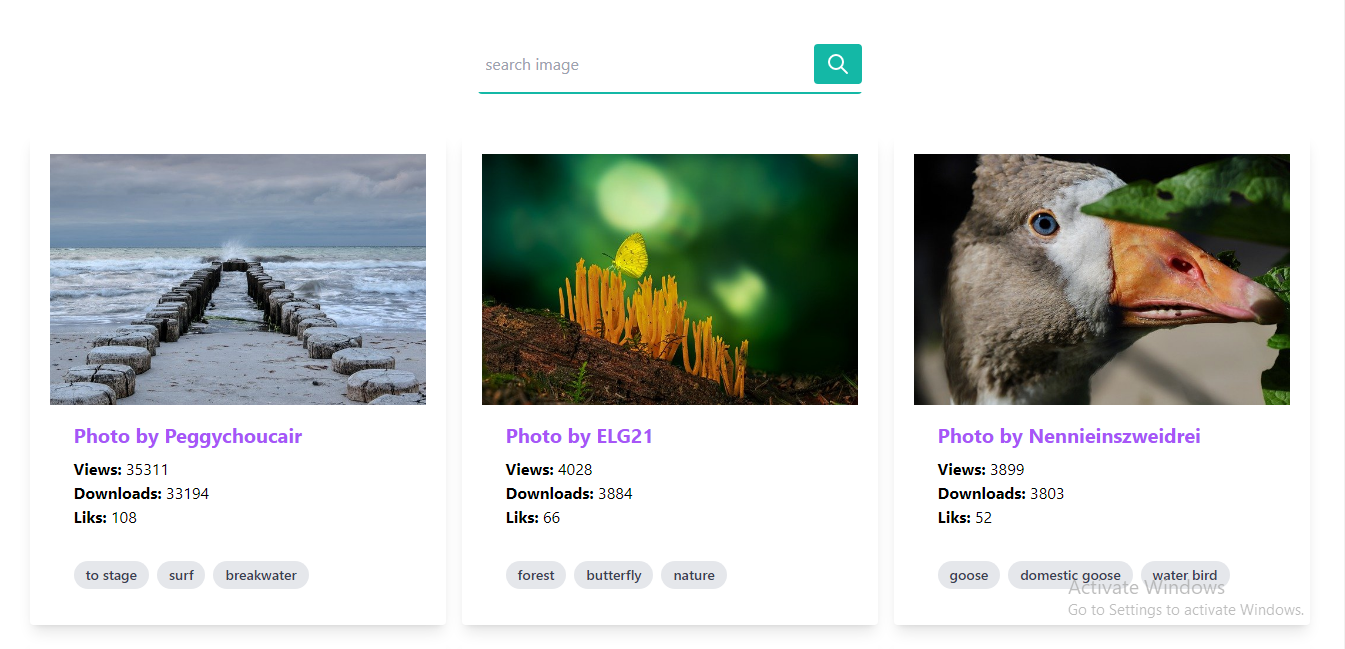 search image
Photo by Peggychoucair
Views: 35311
Downloads: 33194
Liks: 108
to stage surf breakwater
Photo by ELG21
Views: 4028
Downloads: 3884
Liks: 66
forest butterfly nature
Photo by Nennieinszweidrei
Views: 3899
Downloads: 3803
Liks: 52
goose domestic goose water bird
Activate Windows
Go to Settings to activate Windows.